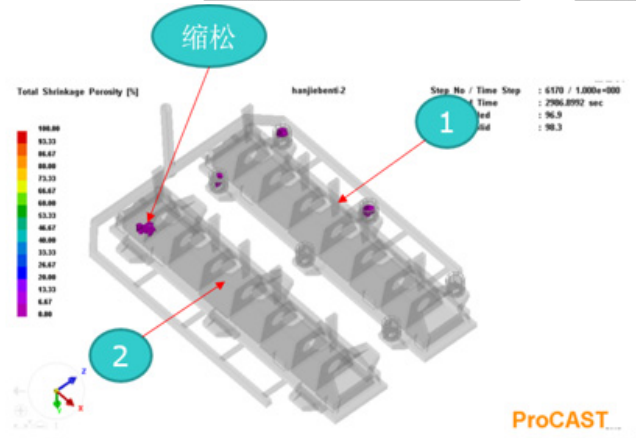 缩松
Total Shrinkage Porosity [%]
hanjiebenti-2
Step No / Time Step : 6170 / 1.000e+000
Time : 2986.8992 sec
: 96.9
: 98.3
1
100.00
93.33
86.67
80.00
73.33
66.67
60.00
53.33
46.67
40.00
33.33
26.67
20.00
13.33
6.67
0.00
2
Z
X
Y
ProCAST